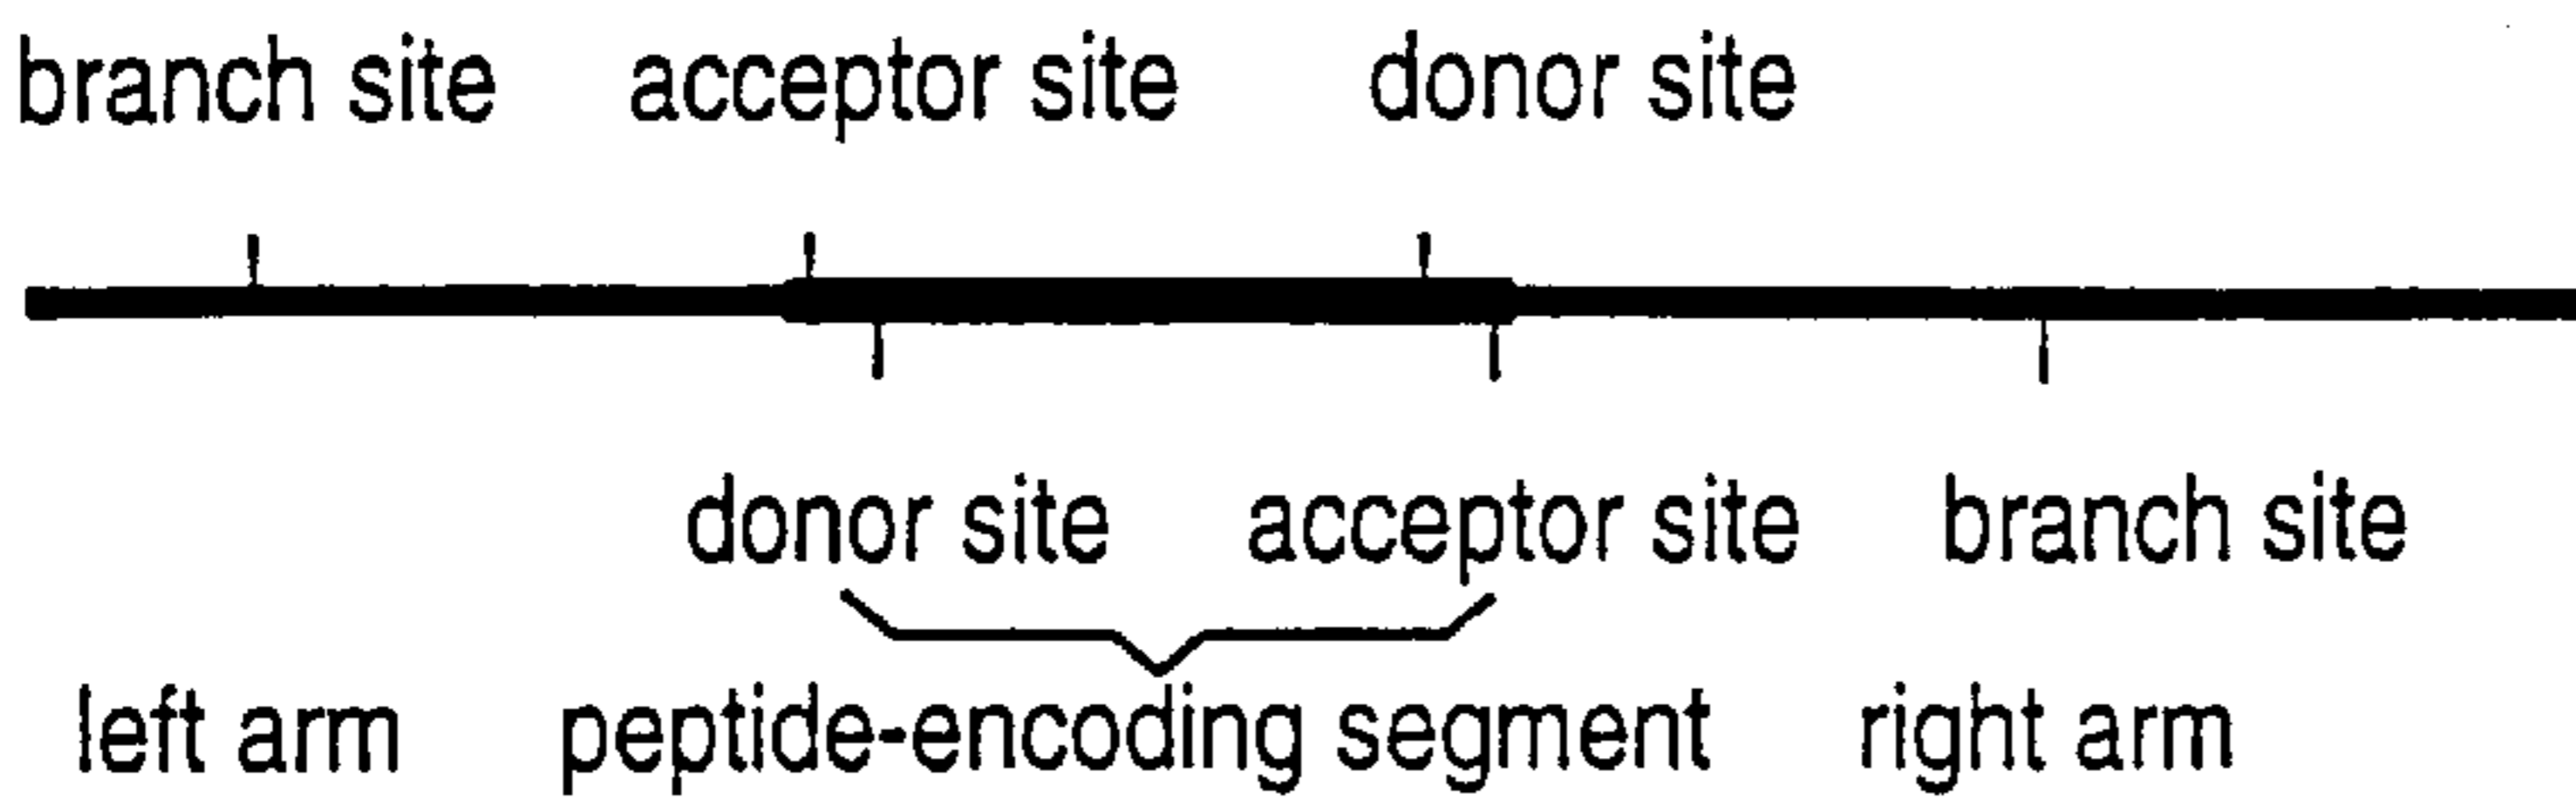 branch site acceptor site donor site
donor site acceptor site branch site
left arm peptide-encoding segment right arm